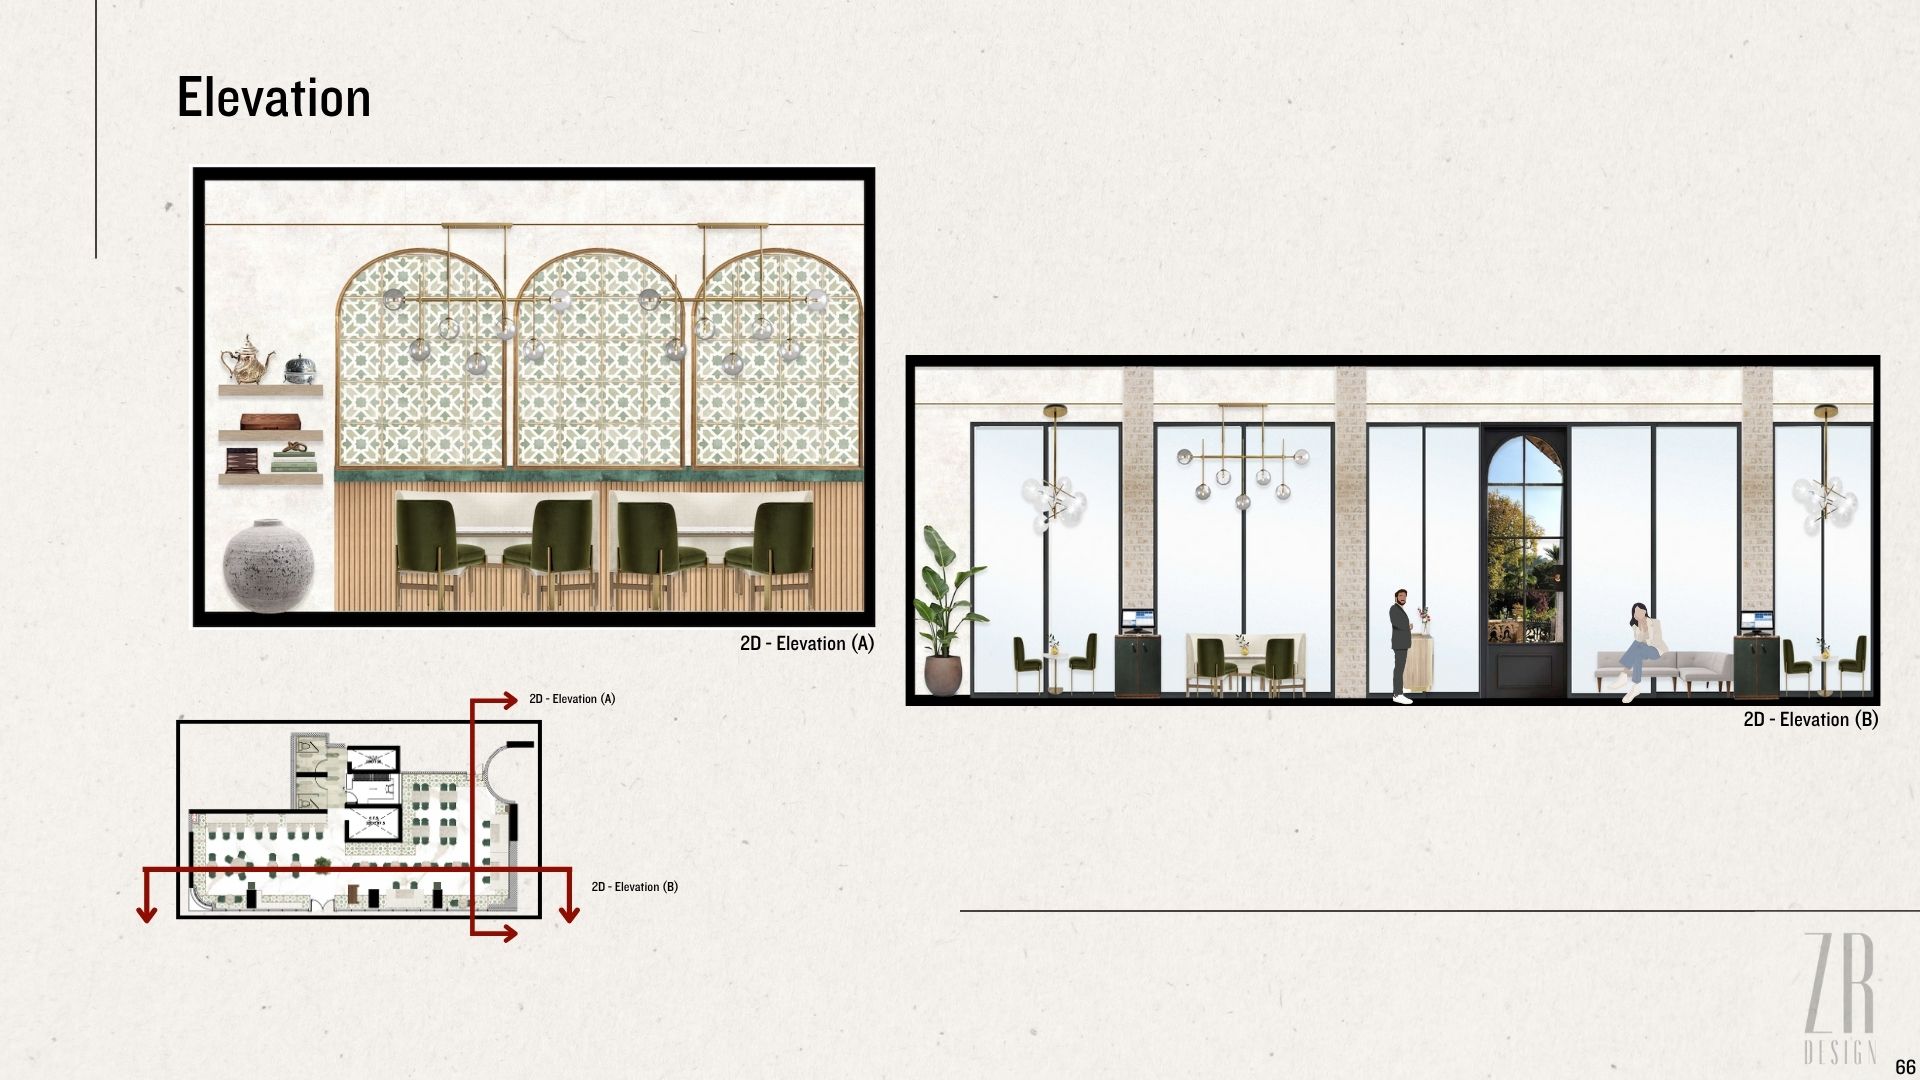 Elevation
2D - Elevation (A)
2D - Elevation (B)
2D - Elevation (A)
2D - Elevation (B)
ZR
DESIGN
66